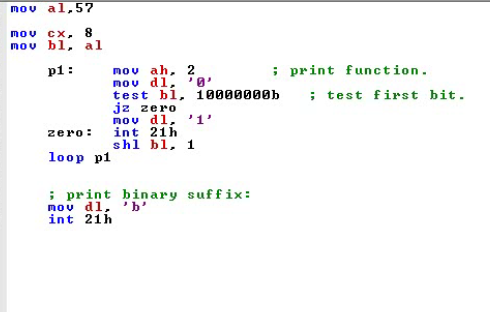 mov al,57
mov cx, 8
mov bl, al
p1: mov ah, 2 ; print function.
mov dl, '0'
test bl, 10000000b ; test first bit.
jz zero
mov dl, '1'
zero: int 21h
shl bl, 1
loop p1
; print binary suffix:
mov dl, 'b'
int 21h